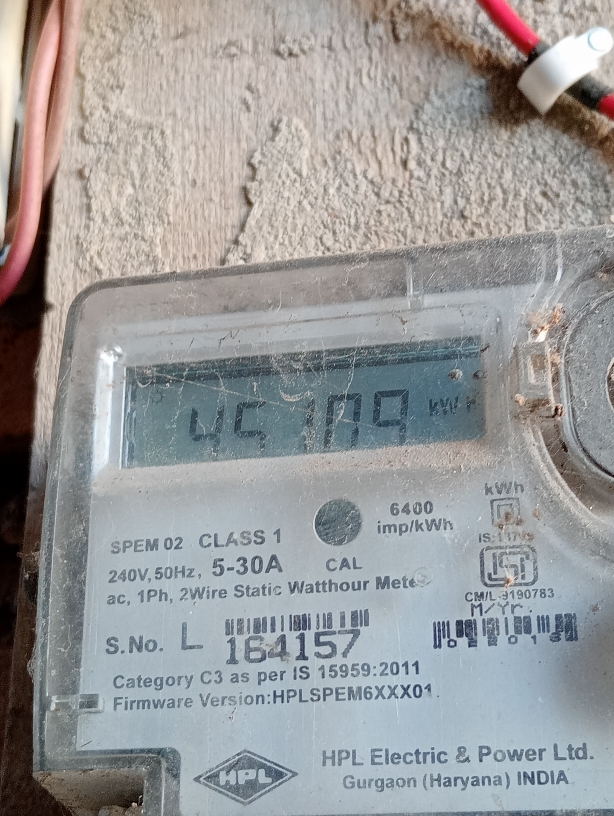 kWh
kWh
6400
imp/kWh
SPEM 02 CLASS 1
CAL
240V, 50Hz, 5-30A
ac, 1Ph, 2Wire Static Watthour Meter
CM/L 9190783
M/Yr.
S.No. L 164157
Category C3 as per IS 15959:2011
Firmware Version:HPLSPEM6XXX01
HPL
HPL Electric & Power Ltd.
Gurgaon (Haryana) INDIA